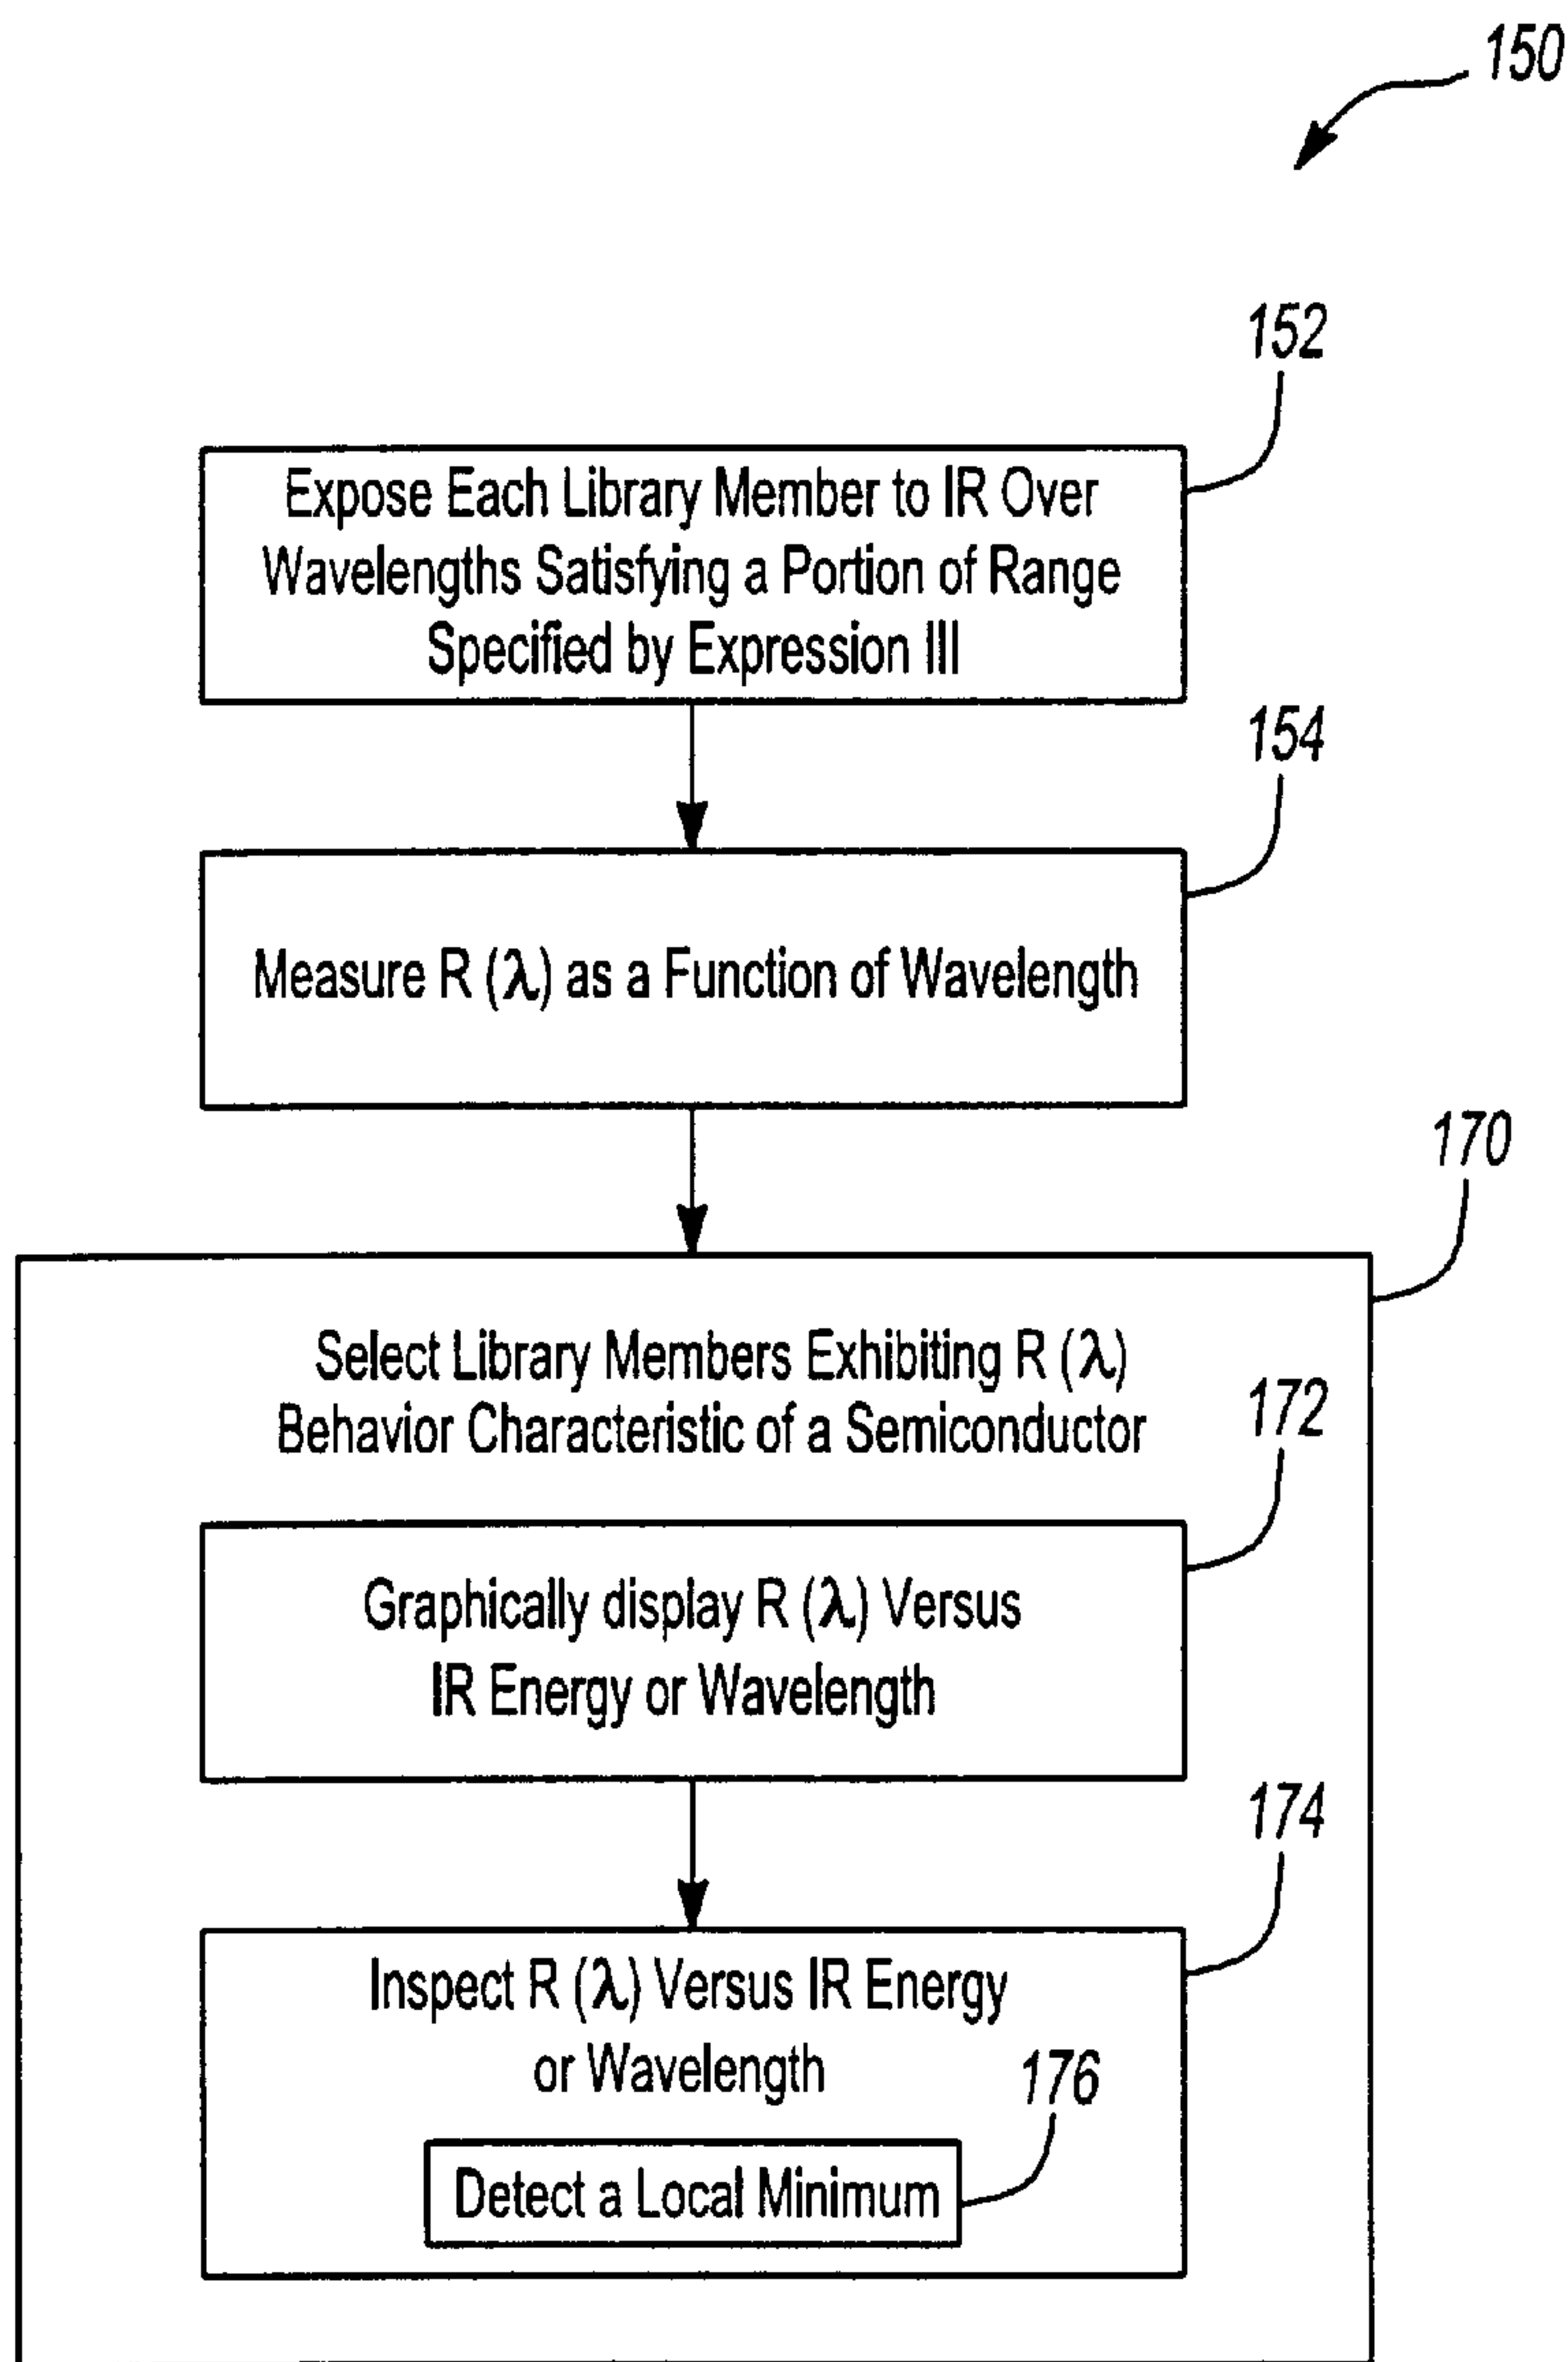 150
152
Expose Each Library Member to IR Over
Wavelengths Satisfying a Portion of Range
Specified by Expression III
154
Measure R (λ) as a Function of Wavelength
170
Select Library Members Exhibiting R (λ)
Behavior Characteristic of a Semiconductor
172
Graphically display R (λ) Versus
IR Energy or Wavelength
174
Inspect R (λ) Versus IR Energy
or Wavelength
176
Detect a Local Minimum